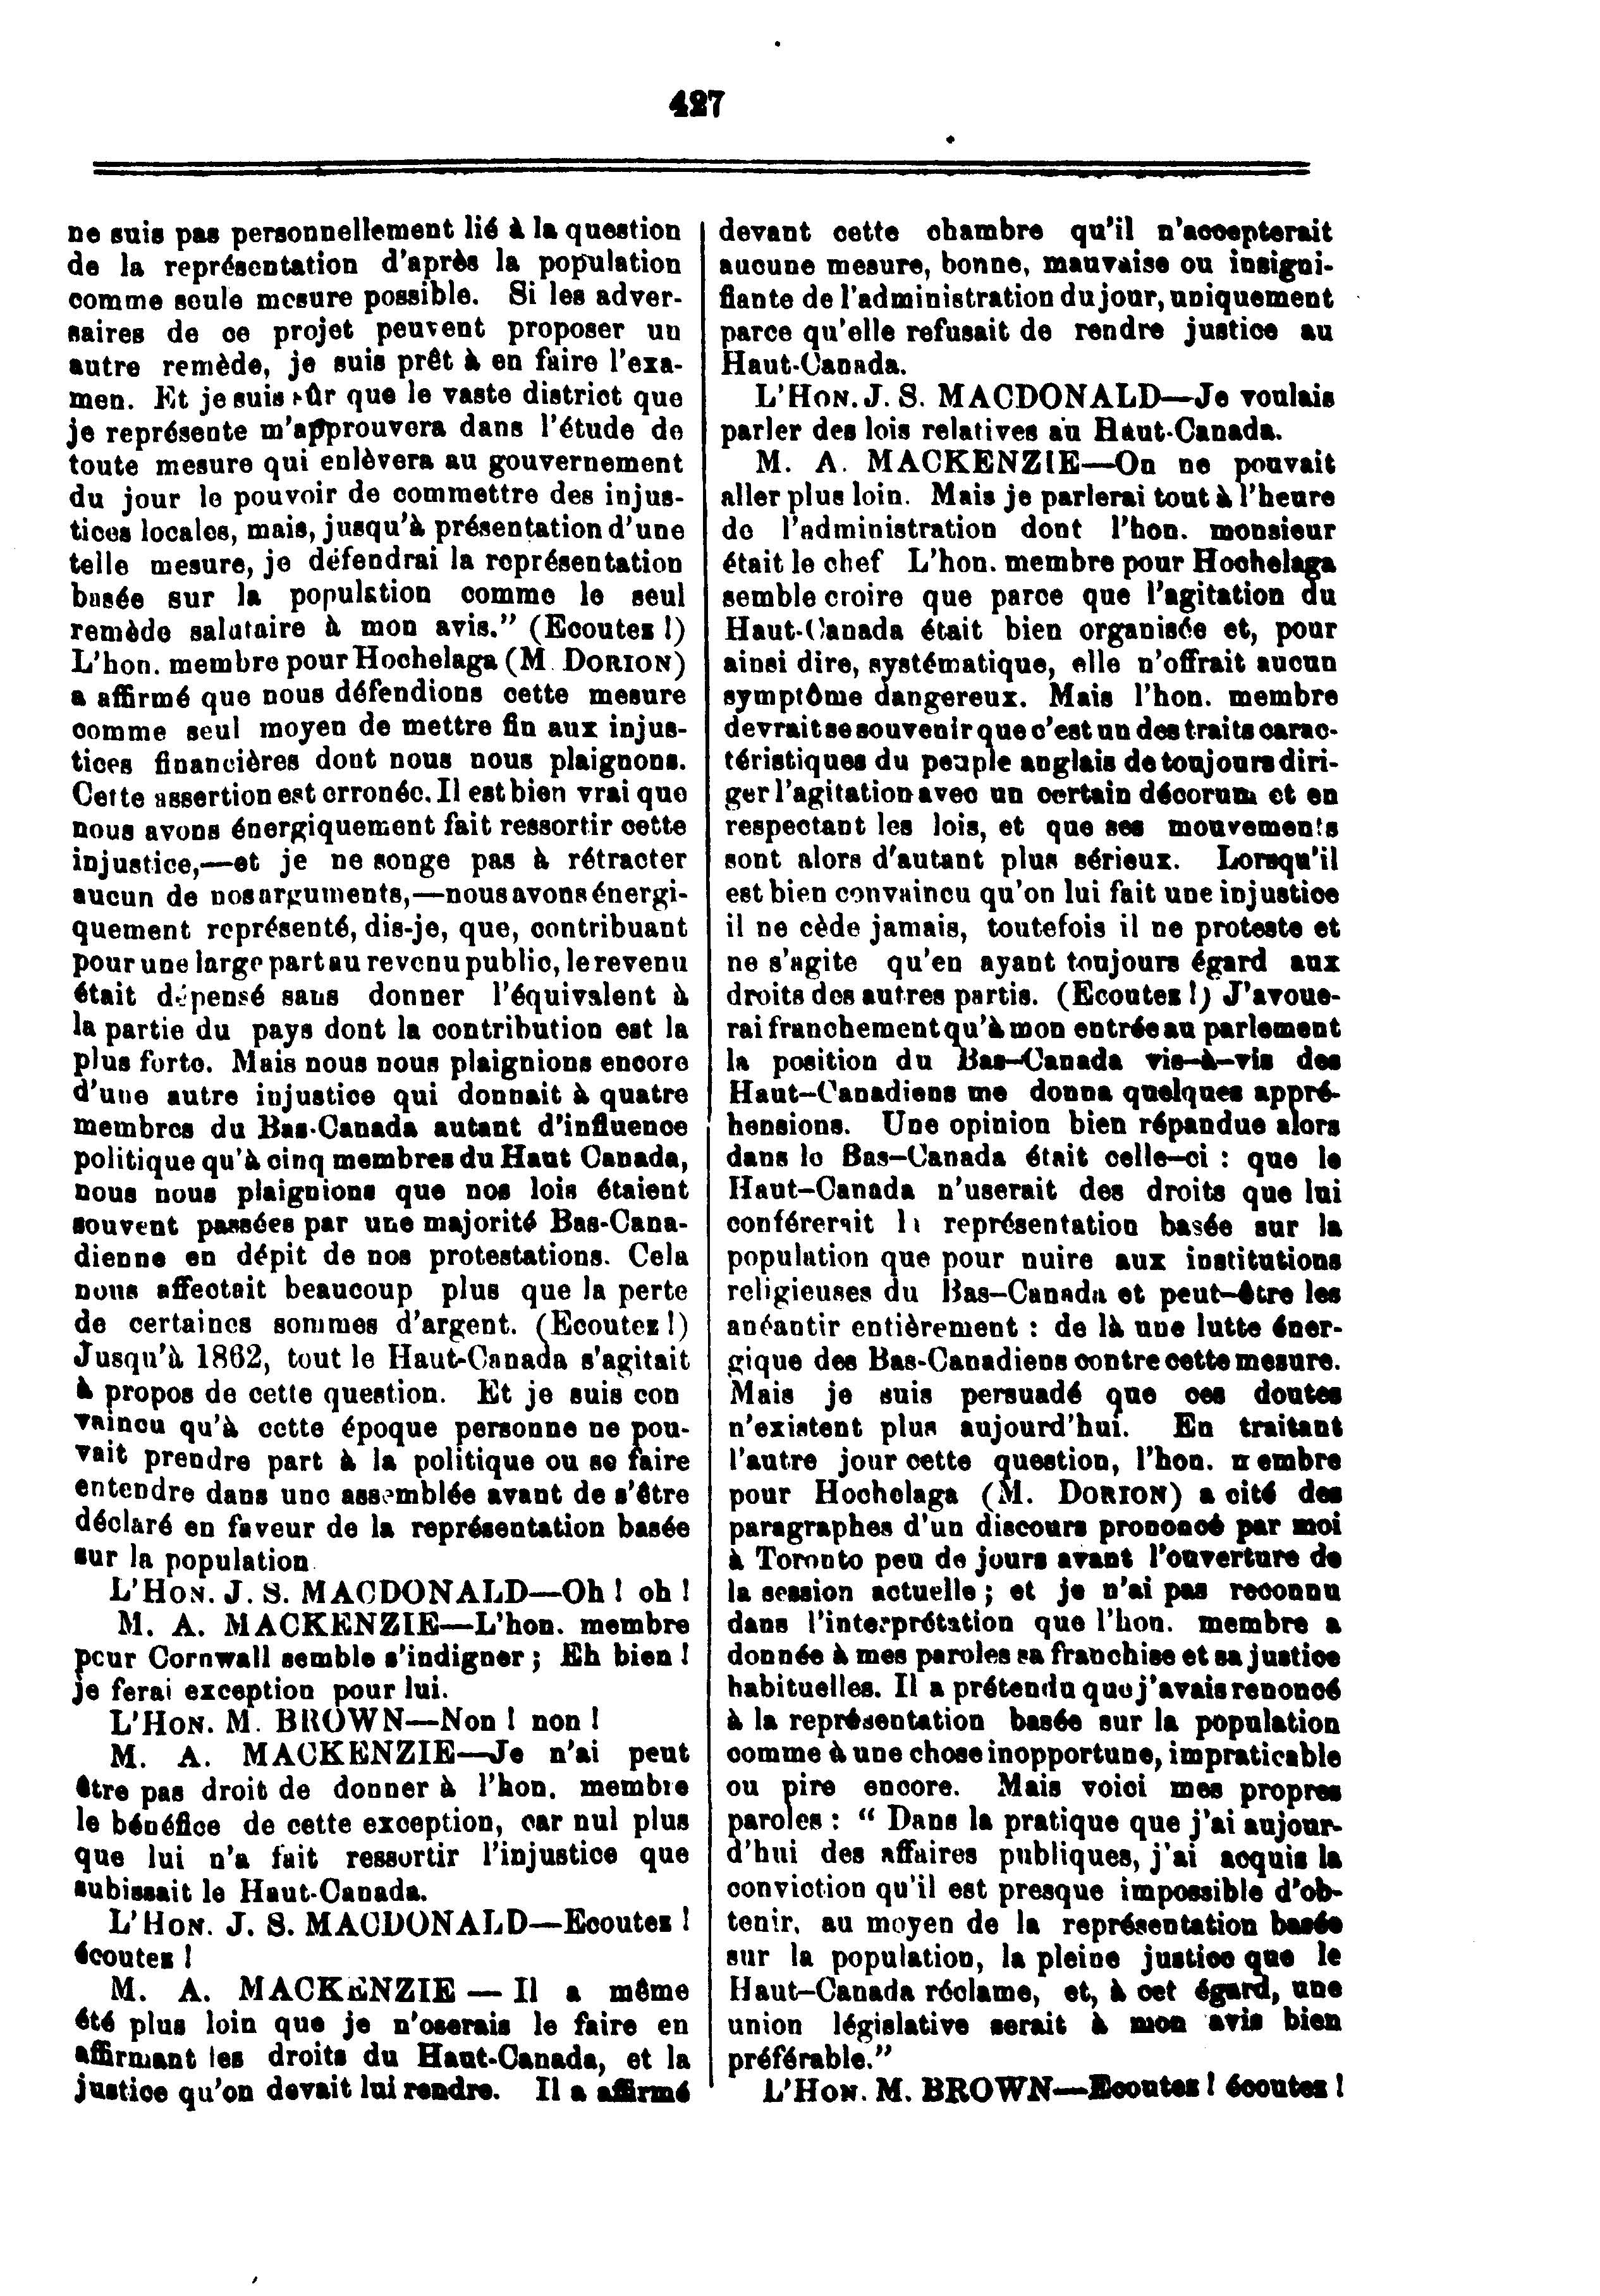 427
ne suis pas personnellement lié à la question
de la représentation d'après la population
comme seule mesure possible. Si les adver-
saires de ce projet peuvent proposer un
autre remède, je suis prêt à en faire l'exa-
men. Et je suis sûr que le vaste district que
je représente m'approuvera dans l'étude de
toute mesure qui enlèvera au gouvernement
du jour le pouvoir de commettre des injus-
tices locales, mais, jusqu'à présentation d'une
telle mesure, je défendrai la représentation
basée sur la population comme le seul
remède salutaire à mon avis." (Ecoutez !)
L'hon. membre pour Hochelaga (M DORION)
a affirmé que nous défendions cette mesure
comme seul moyen de mettre fin aux injus-
tices financières dont nous nous plaignons.
Cette assertion est erronée. Il est bien vrai que
nous avons énergiquement fait ressortir cette
injustice,—et je ne songe pas à rétracter
aucun de nos arguments,—nous avons énergi-
quement représenté, dis-je, que, contribuant
pour une large part au revenu public, le revenu
était dépensé sans donner l'équivalent à
la partie du pays dont la contribution est la
plus forte. Mais nous nous plaignions encore
d'une autre injustice qui donnait à quatre
membres du Bas-Canada autant d'influence
politique qu'à cinq membres du Haut Canada,
nous nous plaignions que nos lois étaient
souvent passées par une majorité Bas-Cana-
dienne en dépit de nos protestations. Cela
nous affectait beaucoup plus que la perte
de certaines sommes d'argent. (Ecoutez !)
Jusqu'à 1862, tout le Haut-Canada s'agitait
à propos de cette question. Et je suis con
vaincu qu'à cette époque personne ne pou-
vait prendre part à la politique ou se faire
entendre dans une assemblée avant de s'être
déclaré en faveur de la représentation basée
sur la population.
L'HON. J. S. MACDONALD—Oh ! oh !
M. A. MACKENZIE—L'hon. membre
pour Cornwall semble s'indigner ; Eh bien !
je ferai exception pour lui.
L'HON. M. BROWN—Non ! non !
M. A. MACKENZIE—Je n'ai peut
être pas droit de donner à l'hon. membre
le bénéfice de cette exception, car nul plus
que lui n'a fait ressortir l'injustice que
subissait le Haut-Canada.
L'HON. J. S. MACDONALD—Ecoutez !
écoutez !
M. A. MACKENZIE — Il a même
été plus loin que je n'oserais le faire en
affirmant les droits du Haut-Canada, et la
justice qu'on devait lui rendre. Il a affirmé
devant cette chambre qu'il n'accepterait
aucune mesure, bonne, mauvaise ou insigni-
fiante de l'administration du jour, uniquement
parce qu'elle refusait de rendre justice au
Haut-Canada.
L'HON. J. S. MACDONALD—Je voulais
parler des lois relatives au Haut-Canada.
M. A. MACKENZIE—On ne pouvait
aller plus loin. Mais je parlerai tout à l'heure
de l'administration dont l'hon. monsieur
était le chef L'hon. membre pour Hochelaga
semble croire que parce que l'agitation du
Haut-Canada était bien organisée et, pour
ainsi dire, systématique, elle n'offrait aucun
symptôme dangereux. Mais l'hon. membre
devrait se souvenir que c'est un des traits carac-
téristiques du peuple anglais de toujours diri-
ger l'agitation avec un certain décorum et en
respectant les lois, et que ses mouvements
sont alors d'autant plus sérieux. Lorsqu'il
est bien convaincu qu'on lui fait une injustice
il ne cède jamais, toutefois il ne proteste et
ne s'agite qu'en ayant toujours égard aux
droits des autres partis. (Ecoutez !) J'avoue-
rai franchement qu'à mon entrée au parlement
la position du Bas-Canada vis-à-vis des
Haut-Canadiens me donna quelques appré-
hensions. Une opinion bien répandue alors
dans le Bas-Canada était celle-ci : que le
Haut-Canada n'userait des droits que lui
conférerait la représentation basée sur la
population que pour nuire aux institutions
religieuses du Bas-Canada et peut-être les
anéantir entièrement : de là une lutte éner-
gique des Bas-Canadiens contre cette mesure.
Mais je suis persuadé que ces doutes
n'existent plus aujourd'hui. En traitant
l'autre jour cette question, l'hon. membre
pour Hochelaga (M. DORION) a cité des
paragraphes d'un discours prononcé par moi
à Toronto peu de jours avant l'ouverture de
la session actuelle ; et je n'ai pas reconnu
dans l'interprétation que l'hon. membre a
donnée à mes paroles sa franchise et sa justice
habituelles. Il a prétendu que j'avais renoncé
à la représentation basée sur la population
comme à une chose inopportune, impraticable
ou pire encore. Mais voici mes propres
paroles : " Dans la pratique que j'ai aujour-
d'hui des affaires publiques, j'ai acquis la
conviction qu'il est presque impossible d'ob-
tenir, au moyen de la représentation basée
sur la population, la pleine justice que le
Haut-Canada réclame, et, à cet égard, une
union législative serait à mon avis bien
préférable."
L'HON. M. BROWN—Ecoutez ! écoutez !